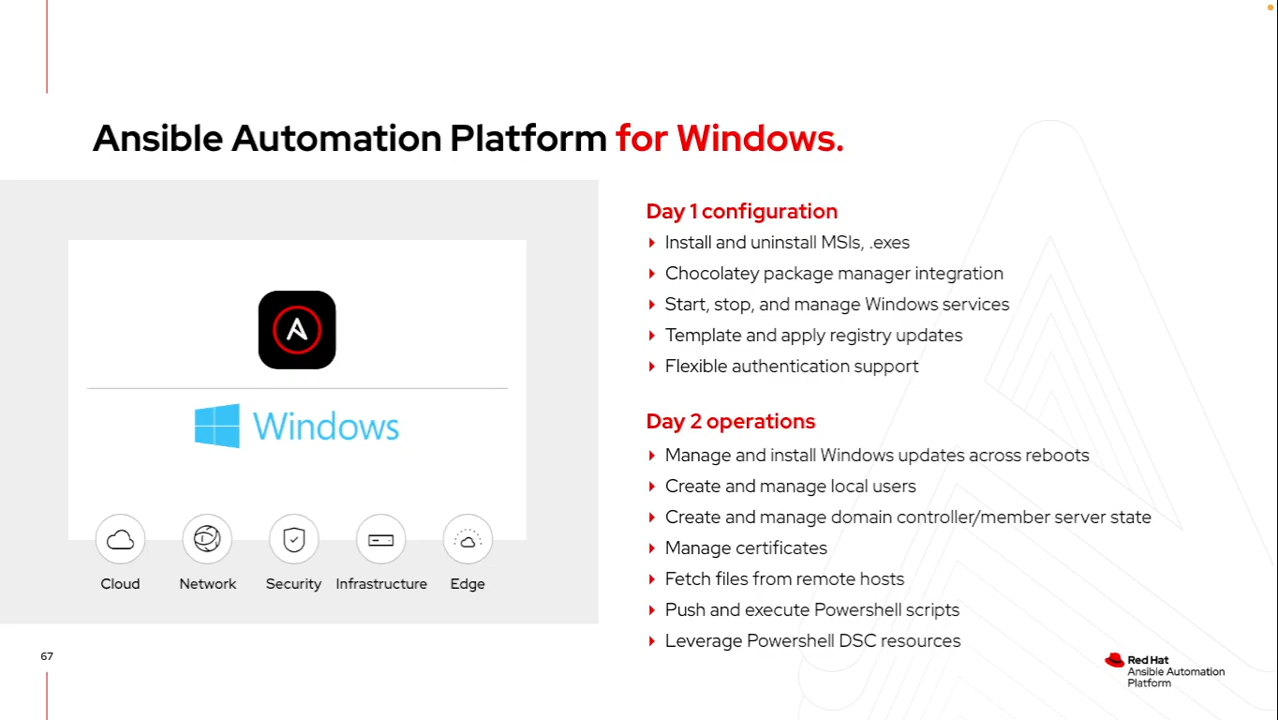 Ansible Automation Platform for Windows.
Windows
Cloud
Network
Security
Infrastructure
Edge
Day 1 configuration
Install and uninstall MSIs, .exes
Chocolatey package manager integration
Start, stop, and manage Windows services
Template and apply registry updates
Flexible authentication support
Day 2 operations
Manage and install Windows updates across reboots
Create and manage local users
Create and manage domain controller/member server state
Manage certificates
Fetch files from remote hosts
Push and execute Powershell scripts
Leverage Powershell DSC resources
67
Red Hat
Ansible Automation
Platform